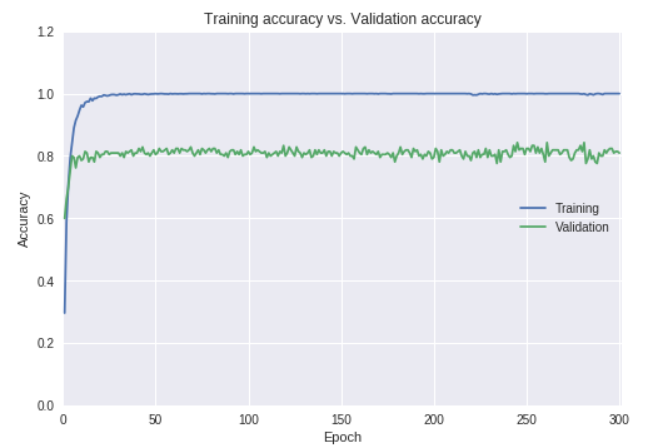 Training accuracy vs. Validation accuracy
1.2
1.0
0.8
0.6
0.4
0.2
0.0
Accuracy
Training
Validation
0 50 100 150 200 250 300
Epoch